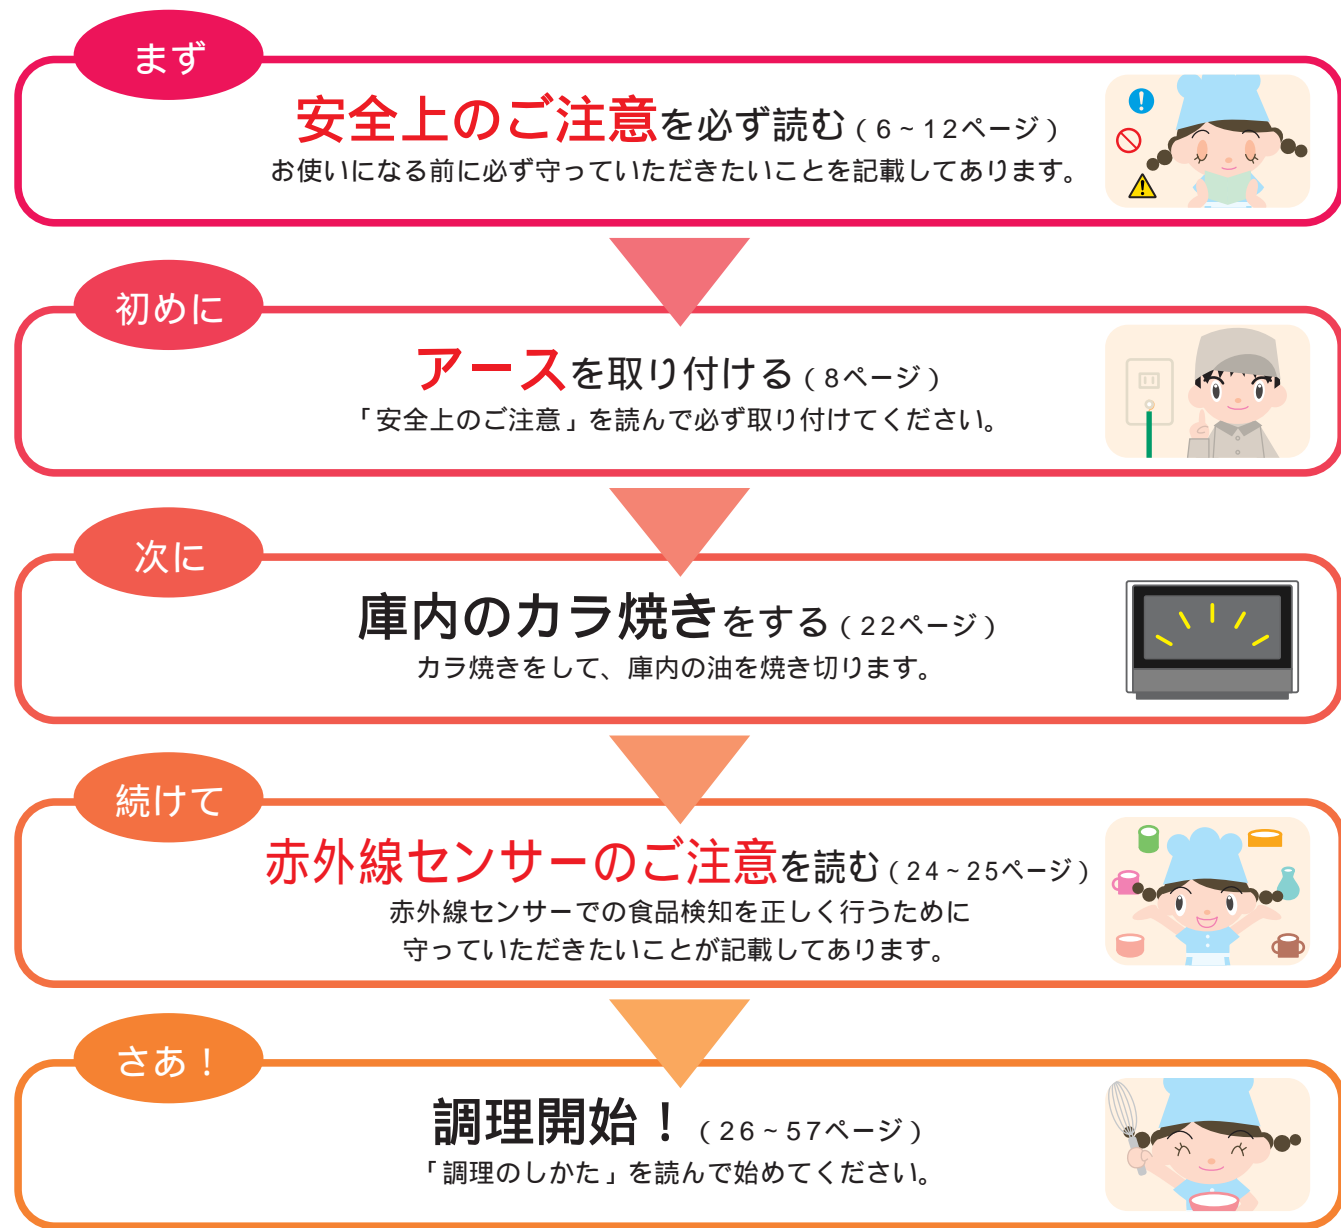 まず
安全上のご注意を必ず読む（6~12ページ）
お使いになる前に必ず守っていただきたいことを記載してあります。
初めに
アースを取り付ける（8ページ）
「安全上のご注意」を読んで必ず取り付けてください。
次に
庫内のカラ焼きをする（22ページ）
カラ焼きをして、庫内の油を焼き切ります。
続けて
赤外線センサーのご注意を読む（24~25ページ）
赤外線センサーでの食品検知を正しく行うために
守っていただきたいことが記載してあります。
さあ！
調理開始！（26~57ページ）
「調理のしかた」を読んで始めてください。